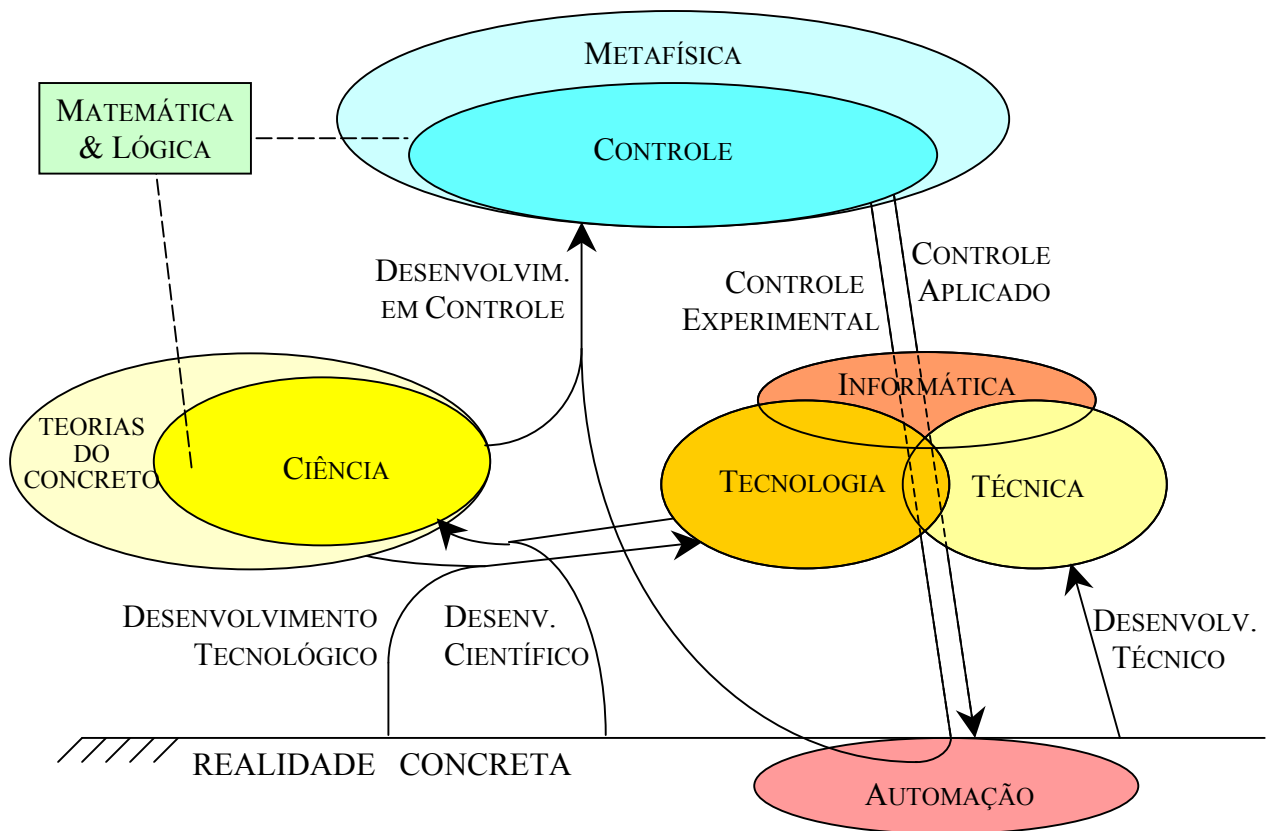 METAFÍSICA
MATEMÁTICA
& LÓGICA
CONTROLE
DESENVOLVIM.
EM CONTROLE
CONTROLE
EXPERIMENTAL
CONTROLE
APLICADO
TEORIAS
DO
CONCRETO
CIÊNCIA
INFORMÁTICA
TECNOLOGIA
TÉCNICA
DESENVOLVIMENTO
TECNOLÓGICO
DESENV.
CIENTÍFICO
DESENVOLV.
TÉCNICO
REALIDADE CONCRETA
AUTOMAÇÃO